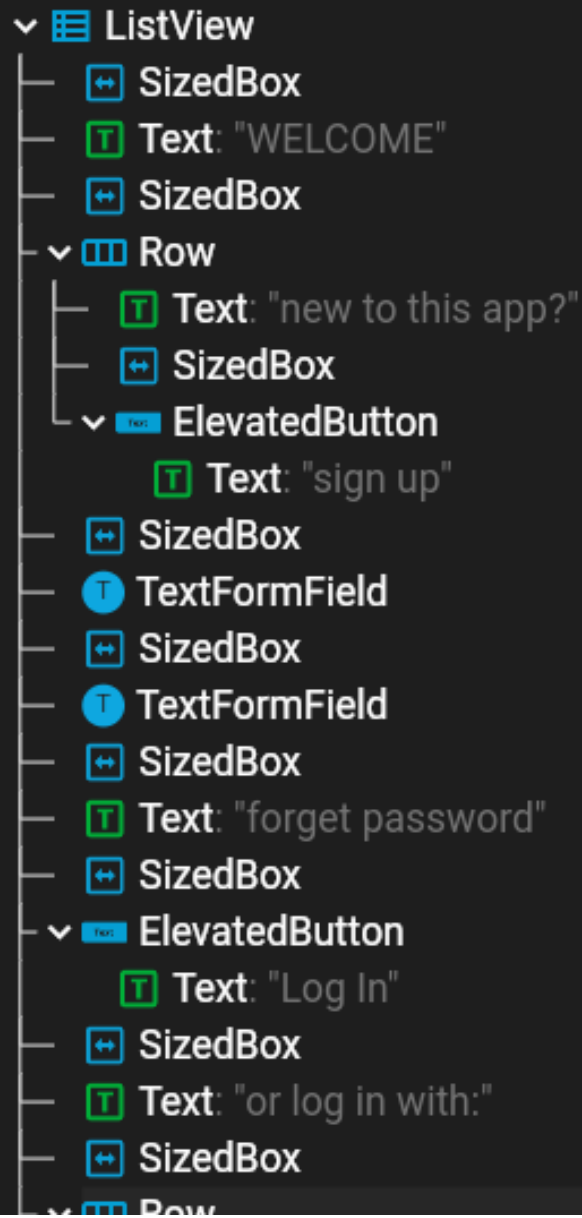 ListView
SizedBox
Text: "WELCOME"
SizedBox
Row
Text: "new to this app?"
SizedBox
ElevatedButton
Text: "sign up"
SizedBox
TextFormField
SizedBox
TextFormField
SizedBox
Text: "forget password"
SizedBox
ElevatedButton
Text: "Log In"
SizedBox
Text: "or log in with:"
SizedBox
Row